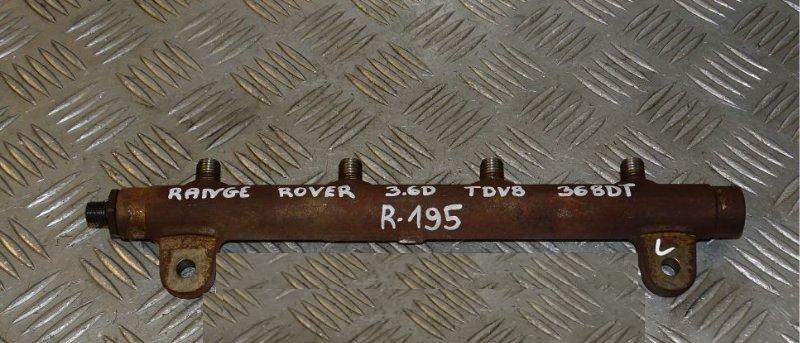 RANGE ROVER 3.6D TDV8 368DT
R-195
L